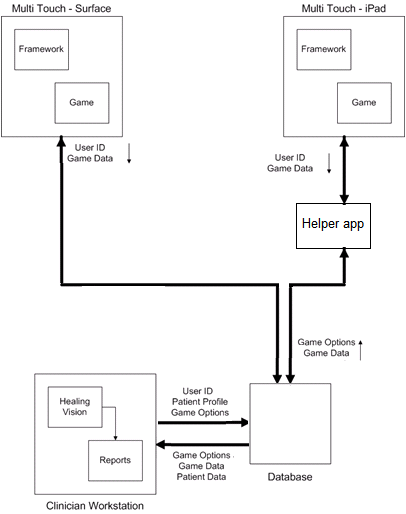 Multi Touch - Surface
Multi Touch - iPad
Framework
Game
Framework
Game
User ID
Game Data
User ID
Game Data
Helper app
Game Options
Game Data
Healing
Vision
Reports
User ID
Patient Profile
Game Options
Game Options
Game Data
Patient Data
Database
Clinician Workstation